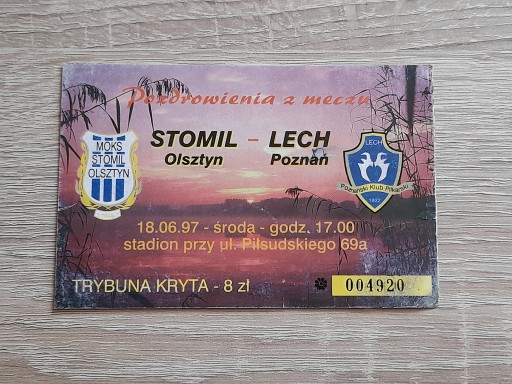 Pozdrowienia z meczu
STOMIL - LECH
Olsztyn Poznań
MOKS
STOMIL
OLSZTYN
LECH
Poznański Klub Piłkarski
1922
18.06.97 - środa - godz. 17.00
stadion przy ul. Piłsudskiego 69a
TRYBUNA KRYTA - 8 zł
004920